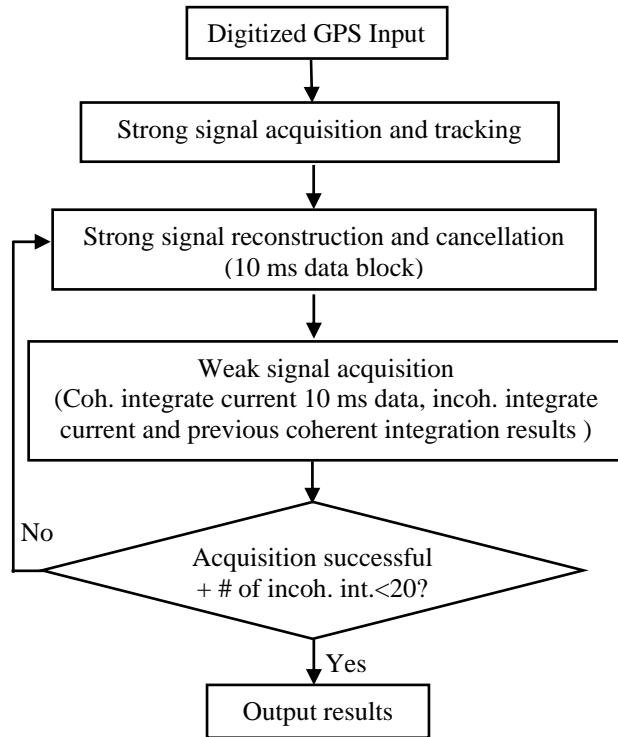 Digitized GPS Input
Strong signal acquisition and tracking
Strong signal reconstruction and cancellation
(10 ms data block)
Weak signal acquisition
(Coh. integrate current 10 ms data, incoh. integrate
current and previous coherent integration results )
No
Acquisition successful
+ # of incoh. int.<20?
Yes
Output results